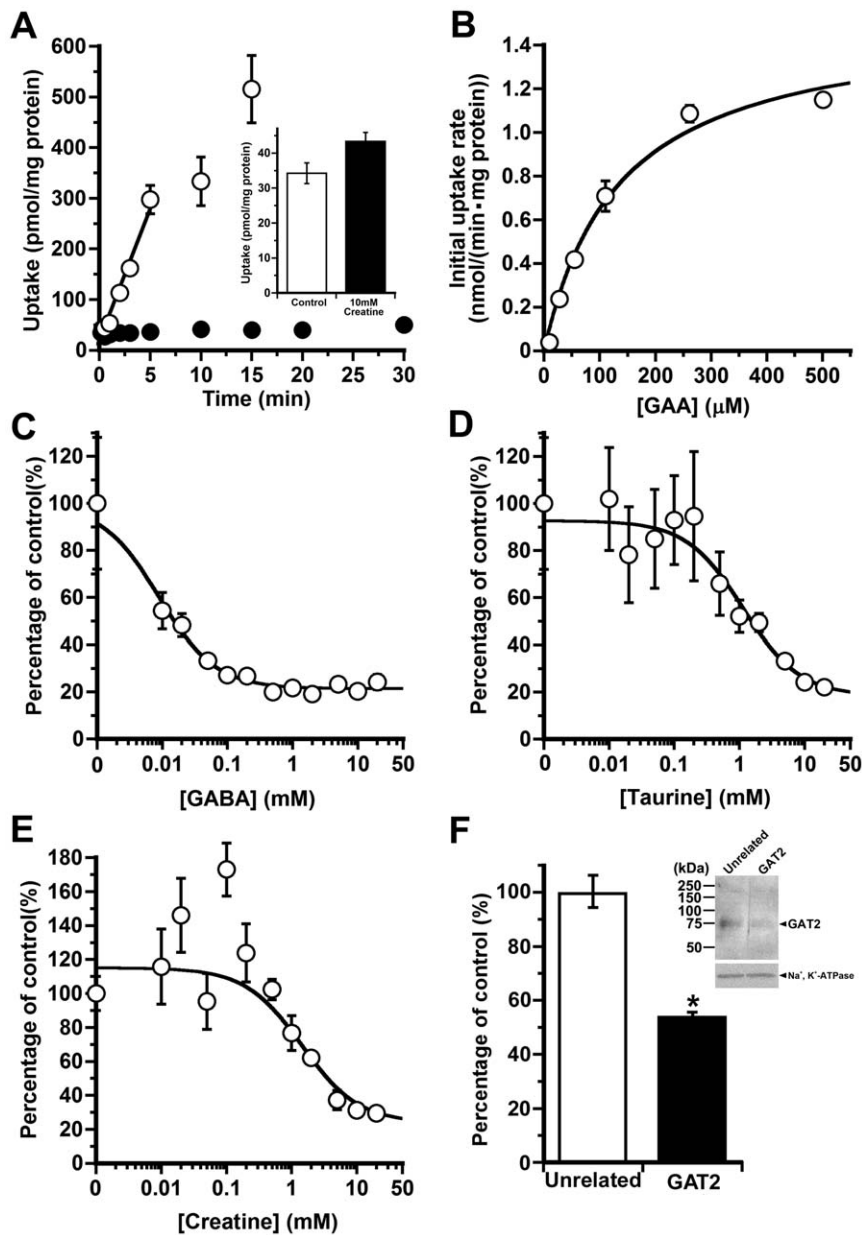 A
Uptake (pmol/mg protein)
600
500
400
300
200
100
0
0 5 10 15 20 25 30
Time (min)
Uptake (pmol/mg protein)
40
30
20
10
0
Control
10mM
Creatine
B
Initial uptake rate
(nmol/(min·mg protein))
1.4
1.2
1.0
0.8
0.6
0.4
0.2
0
0 100 200 300 400 500
[GAA] (μM)
C
Percentage of control(%)
120
100
80
60
40
20
0
0 0.01 0.1 1 10 50
[GABA] (mM)
D
Percentage of control(%)
120
100
80
60
40
20
0
0 0.01 0.1 1 10 50
[Taurine] (mM)
E
Percentage of control(%)
180
160
140
120
100
80
60
40
20
0
0 0.01 0.1 1 10 50
[Creatine] (mM)
F
Percentage of control (%)
100
80
60
40
20
0
*
Unrelated GAT2
Unrelated
GAT2
(kDa)
250
150
100
75
50
GAT2
Na⁺, K⁺-ATPase